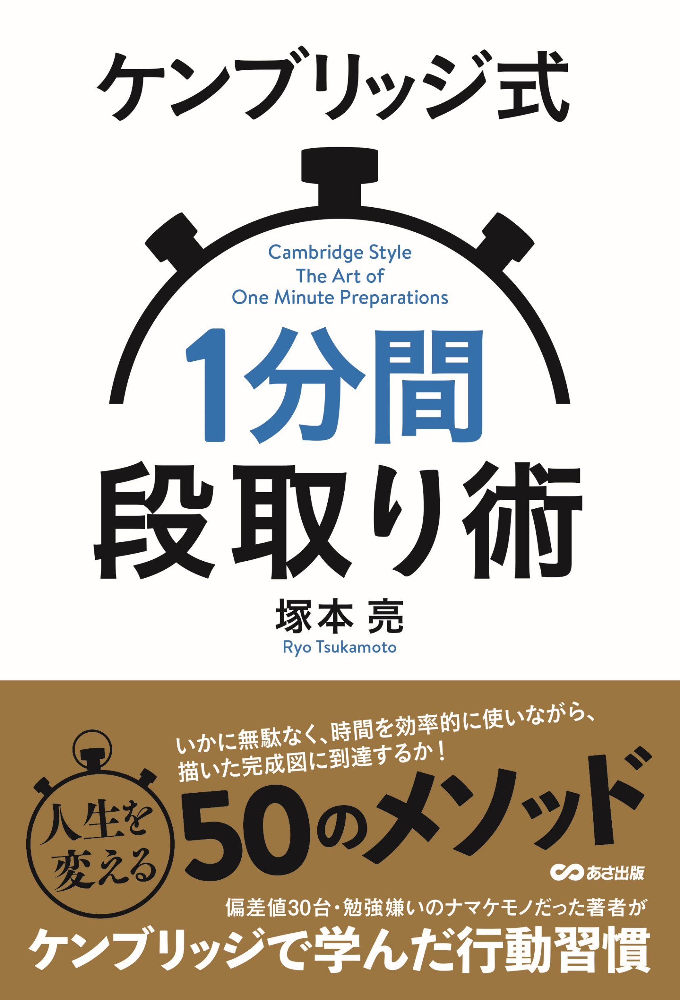 ケンブリッジ式
Cambridge Style
The Art of
One Minute Preparations
1分間
段取り術
塚本 亮
Ryo Tsukamoto
いかに無駄なく、時間を効率的に使いながら、
描いた完成図に到達するか!
人生を
変える
50のメソッド
あさ出版
偏差値30台・勉強嫌いのナマケモノだった著者が
ケンブリッジで学んだ行動習慣